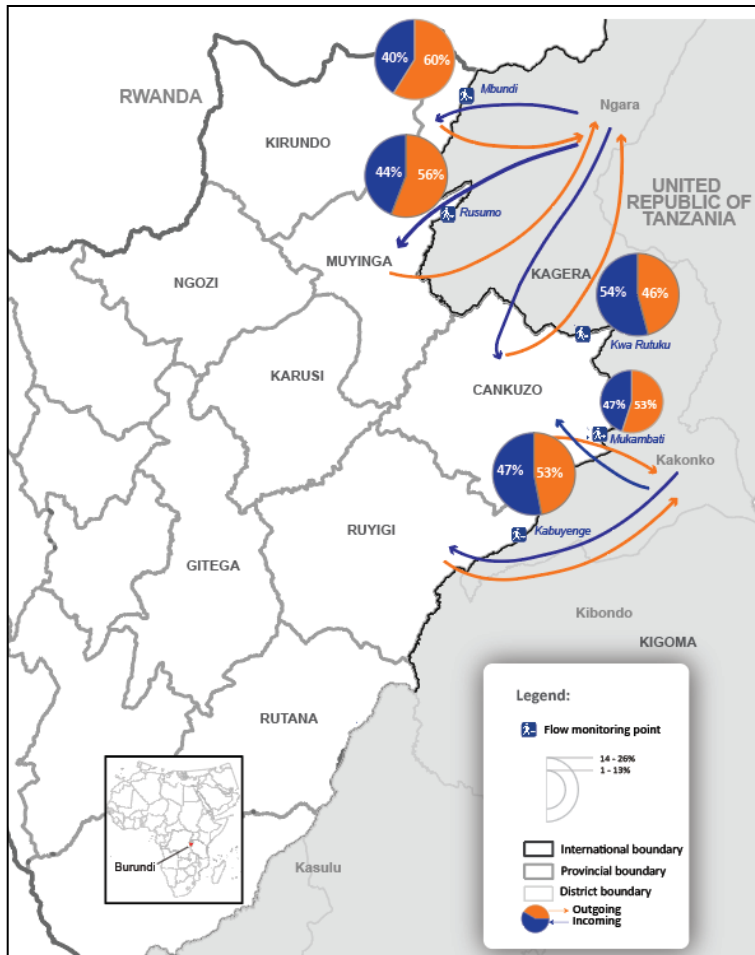 40%
60%
RWANDA
Mbundi
Ngara
KIRUNDO
44%
56%
UNITED
REPUBLIC OF
TANZANIA
Rusumo
MUYINGA
KAGERA
NGOZI
54%
46%
Kwa Rutuku
KARUSI
CANKUZO
47%
53%
Mukambati
Kakonko
47%
53%
RUYIGI
Kabuyenge
GITEGA
Kibondo
KIGOMA
RUTANA
Burundi
Kasulu
Legend:
Flow monitoring point
14 - 26%
1 - 13%
International boundary
Provincial boundary
District boundary
Outgoing
Incoming